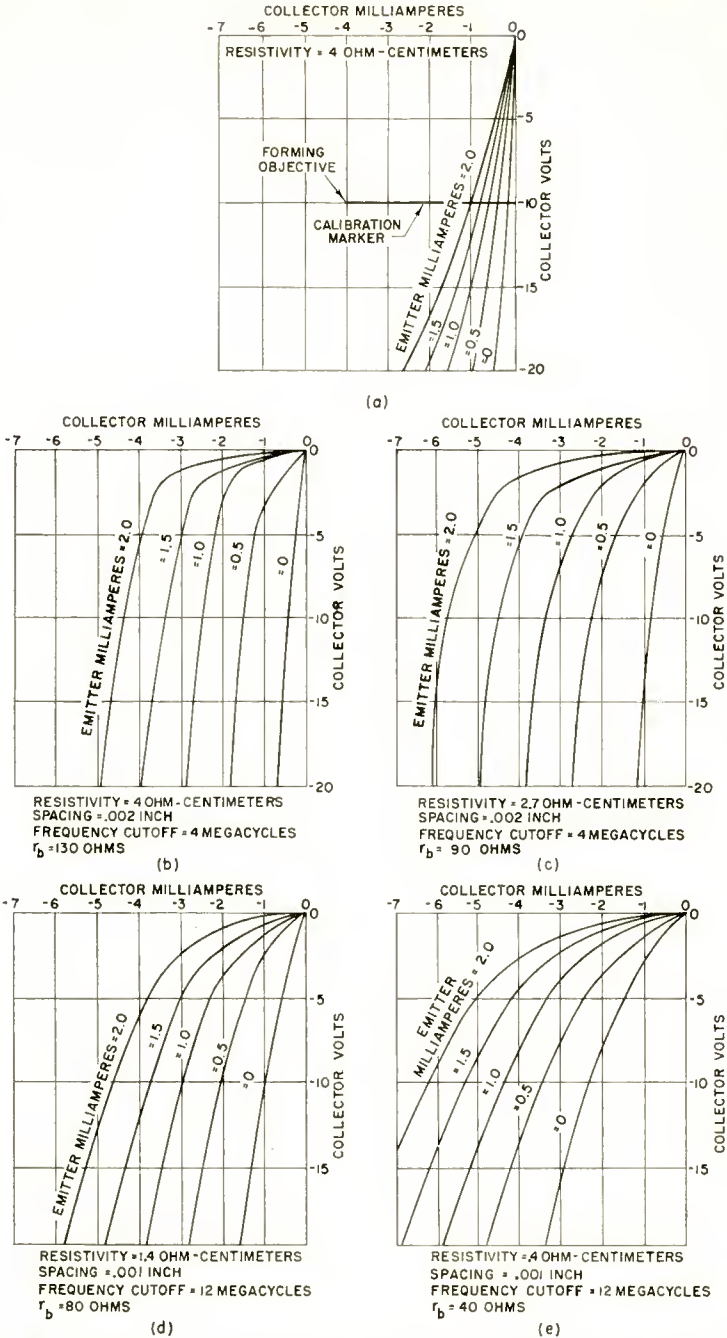 COLLECTOR MILLIAMPERES
-7 -6 -5 -4 -3 -2 -1 0
RESISTIVITY = 4 OHM-CENTIMETERS
0
-5
-10
-15
-20
COLLECTOR VOLTS
FORMING
OBJECTIVE
CALIBRATION
MARKER
EMITTER MILLIAMPERES =2.0
=1.5
=1.0
=0.5
=0
(a)
COLLECTOR MILLIAMPERES
-7 -6 -5 -4 -3 -2 -1 0
0
-5
-10
-15
-20
COLLECTOR VOLTS
EMITTER MILLIAMPERES =2.0
=1.5
=1.0
=0.5
=0
RESISTIVITY = 4 OHM-CENTIMETERS
SPACING = .002 INCH
FREQUENCY CUTOFF = 4 MEGACYCLES
rb = 130 OHMS
(b)
COLLECTOR MILLIAMPERES
-7 -6 -5 -4 -3 -2 -1 0
0
-5
-10
-15
-20
COLLECTOR VOLTS
EMITTER MILLIAMPERES =2.0
=1.5
=1.0
=0.5
=0
RESISTIVITY = 2.7 OHM-CENTIMETERS
SPACING = .002 INCH
FREQUENCY CUTOFF = 4 MEGACYCLES
rb = 90 OHMS
(c)
COLLECTOR MILLIAMPERES
-7 -6 -5 -4 -3 -2 -1 0
0
-5
-10
-15
COLLECTOR VOLTS
EMITTER MILLIAMPERES =2.0
=1.5
=1.0
=0.5
=0
RESISTIVITY = 1.4 OHM-CENTIMETERS
SPACING = .001 INCH
FREQUENCY CUTOFF = 12 MEGACYCLES
rb = 80 OHMS
(d)
COLLECTOR MILLIAMPERES
-7 -6 -5 -4 -3 -2 -1 0
0
-5
-10
-15
COLLECTOR VOLTS
EMITTER
MILLIAMPERES = 2.0
=1.5
=1.0
=0.5
=0
RESISTIVITY = .4 OHM-CENTIMETERS
SPACING = .001 INCH
FREQUENCY CUTOFF = 12 MEGACYCLES
rb = 40 OHMS
(e)